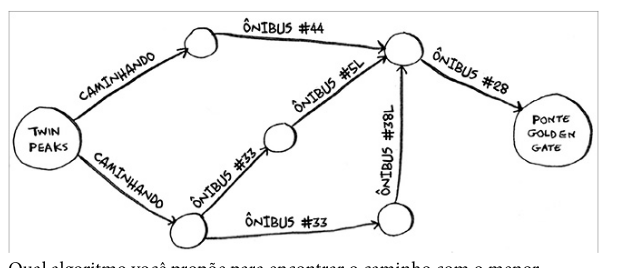 ÔNIBUS #44
ÔNIBUS #28
CAMINHANDO
ÔNIBUS #5L
TWIN
PEAKS
PONTE
GOLDEN
GATE
ÔNIBUS #38L
CAMINHANDO
ÔNIBUS #33
ÔNIBUS #33
Qual algoritmo você propõe para encontrar o caminho com o menor